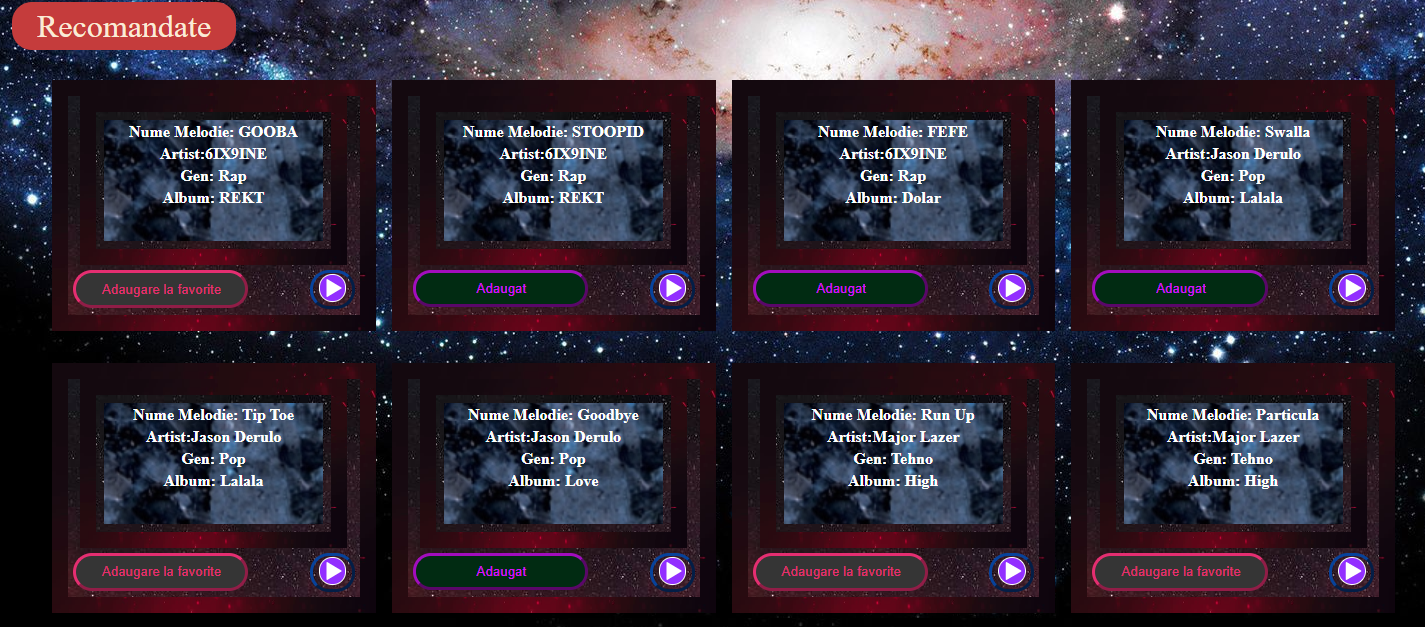 Recomandate
Nume Melodie: GOOBA
Artist:6IX9INE
Gen: Rap
Album: REKT
Adaugare la favorite
Nume Melodie: STOOPID
Artist:6IX9INE
Gen: Rap
Album: REKT
Adaugat
Nume Melodie: FEFE
Artist:6IX9INE
Gen: Rap
Album: Dolar
Adaugat
Nume Melodie: Swalla
Artist:Jason Derulo
Gen: Pop
Album: Lalala
Adaugat
Nume Melodie: Tip Toe
Artist:Jason Derulo
Gen: Pop
Album: Lalala
Adaugare la favorite
Nume Melodie: Goodbye
Artist:Jason Derulo
Gen: Pop
Album: Love
Adaugat
Nume Melodie: Run Up
Artist:Major Lazer
Gen: Tehno
Album: High
Adaugare la favorite
Nume Melodie: Particula
Artist:Major Lazer
Gen: Tehno
Album: High
Adaugare la favorite